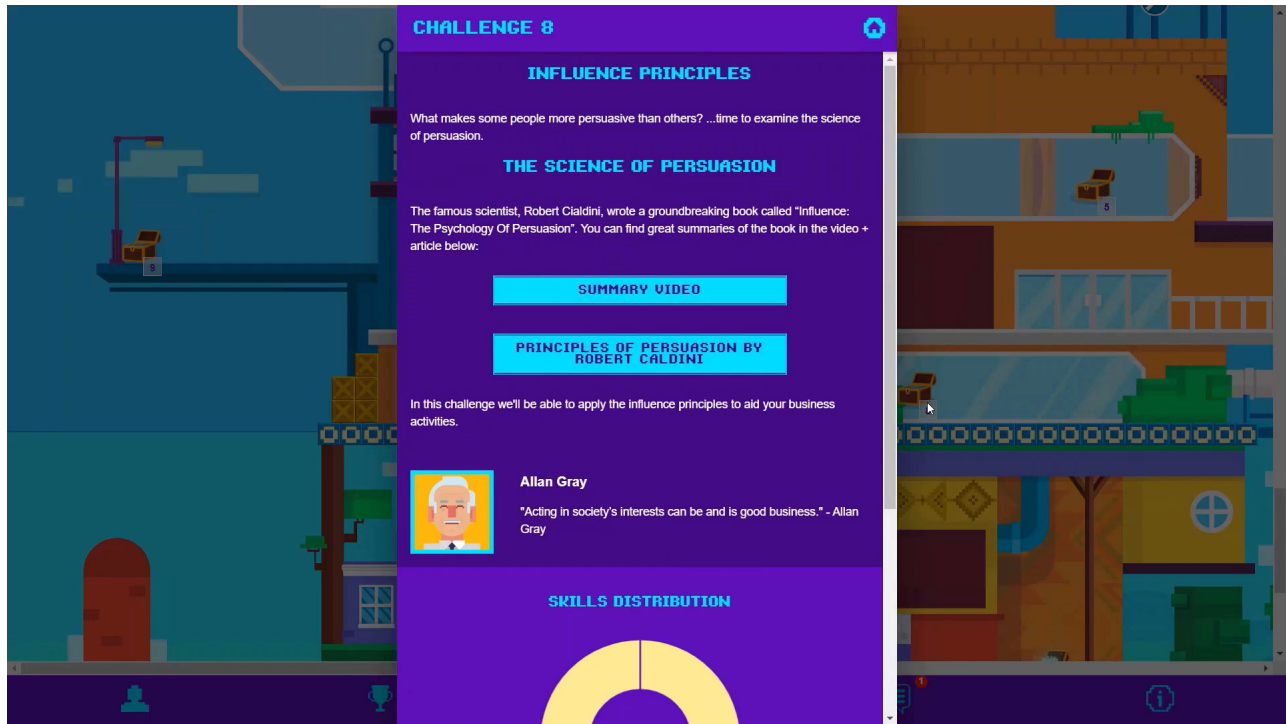 CHALLENGE 8
INFLUENCE PRINCIPLES
What makes some people more persuasive than others? ...time to examine the science
of persuasion.
THE SCIENCE OF PERSUASION
The famous scientist, Robert Cialdini, wrote a groundbreaking book called “Influence:
The Psychology Of Persuasion”. You can find great summaries of the book in the video +
article below:
SUMMARY VIDEO
PRINCIPLES OF PERSUASION BY
ROBERT CALDINI
In this challenge we'll be able to apply the influence principles to aid your business
activities.
Allan Gray
"Acting in society's interests can be and is good business." - Allan
Gray
SKILLS DISTRIBUTION
9
5
1